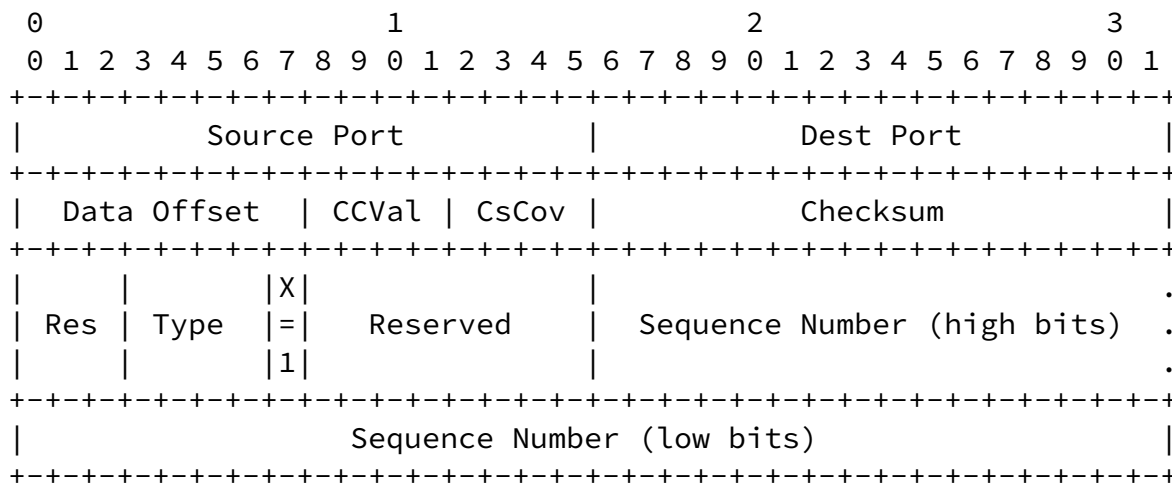 0                   1                   2                   3
 0 1 2 3 4 5 6 7 8 9 0 1 2 3 4 5 6 7 8 9 0 1 2 3 4 5 6 7 8 9 0 1
+-+-+-+-+-+-+-+-+-+-+-+-+-+-+-+-+-+-+-+-+-+-+-+-+-+-+-+-+-+-+-+-+
|          Source Port          |           Dest Port           |
+-+-+-+-+-+-+-+-+-+-+-+-+-+-+-+-+-+-+-+-+-+-+-+-+-+-+-+-+-+-+-+-+
|  Data Offset  | CCVal | CsCov |           Checksum            |
+-+-+-+-+-+-+-+-+-+-+-+-+-+-+-+-+-+-+-+-+-+-+-+-+-+-+-+-+-+-+-+-+
|     |       |X|               |                               .
| Res | Type  |=|   Reserved    |  Sequence Number (high bits)  .
|     |       |1|               |                               .
+-+-+-+-+-+-+-+-+-+-+-+-+-+-+-+-+-+-+-+-+-+-+-+-+-+-+-+-+-+-+-+-+
|                  Sequence Number (low bits)                   |
+-+-+-+-+-+-+-+-+-+-+-+-+-+-+-+-+-+-+-+-+-+-+-+-+-+-+-+-+-+-+-+-+